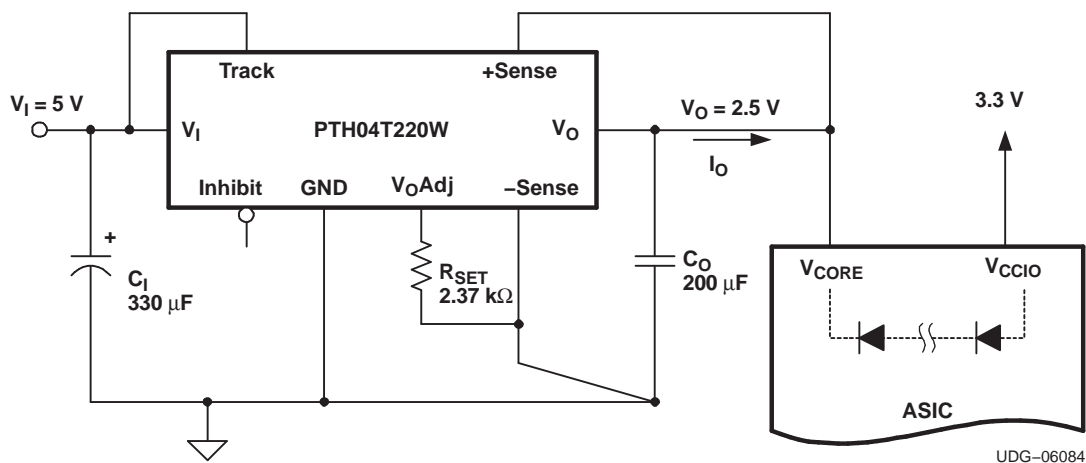 Track
+Sense
V_I = 5 V
V_I
PTH04T220W
V_O
V_O = 2.5 V
3.3 V
I_O
Inhibit
GND
V_OAdj
−Sense
+
C_I
330 μF
R_SET
2.37 kΩ
C_O
200 μF
V_CORE
V_CCIO
ASIC
UDG−06084